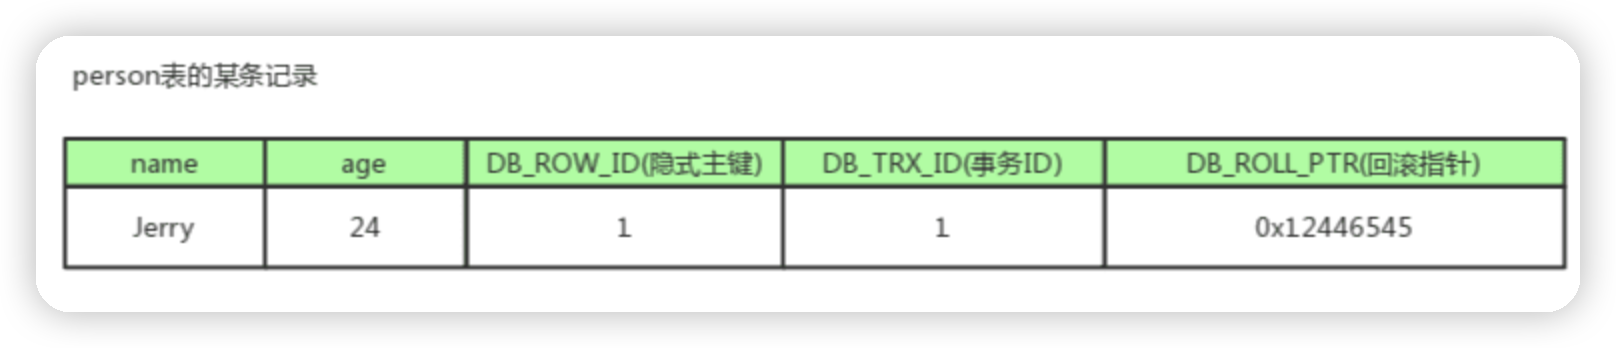 person表的某条记录
name age DB_ROW_ID(隐式主键) DB_TRX_ID(事务ID) DB_ROLL_PTR(回滚指针)
Jerry 24 1 1 0x12446545